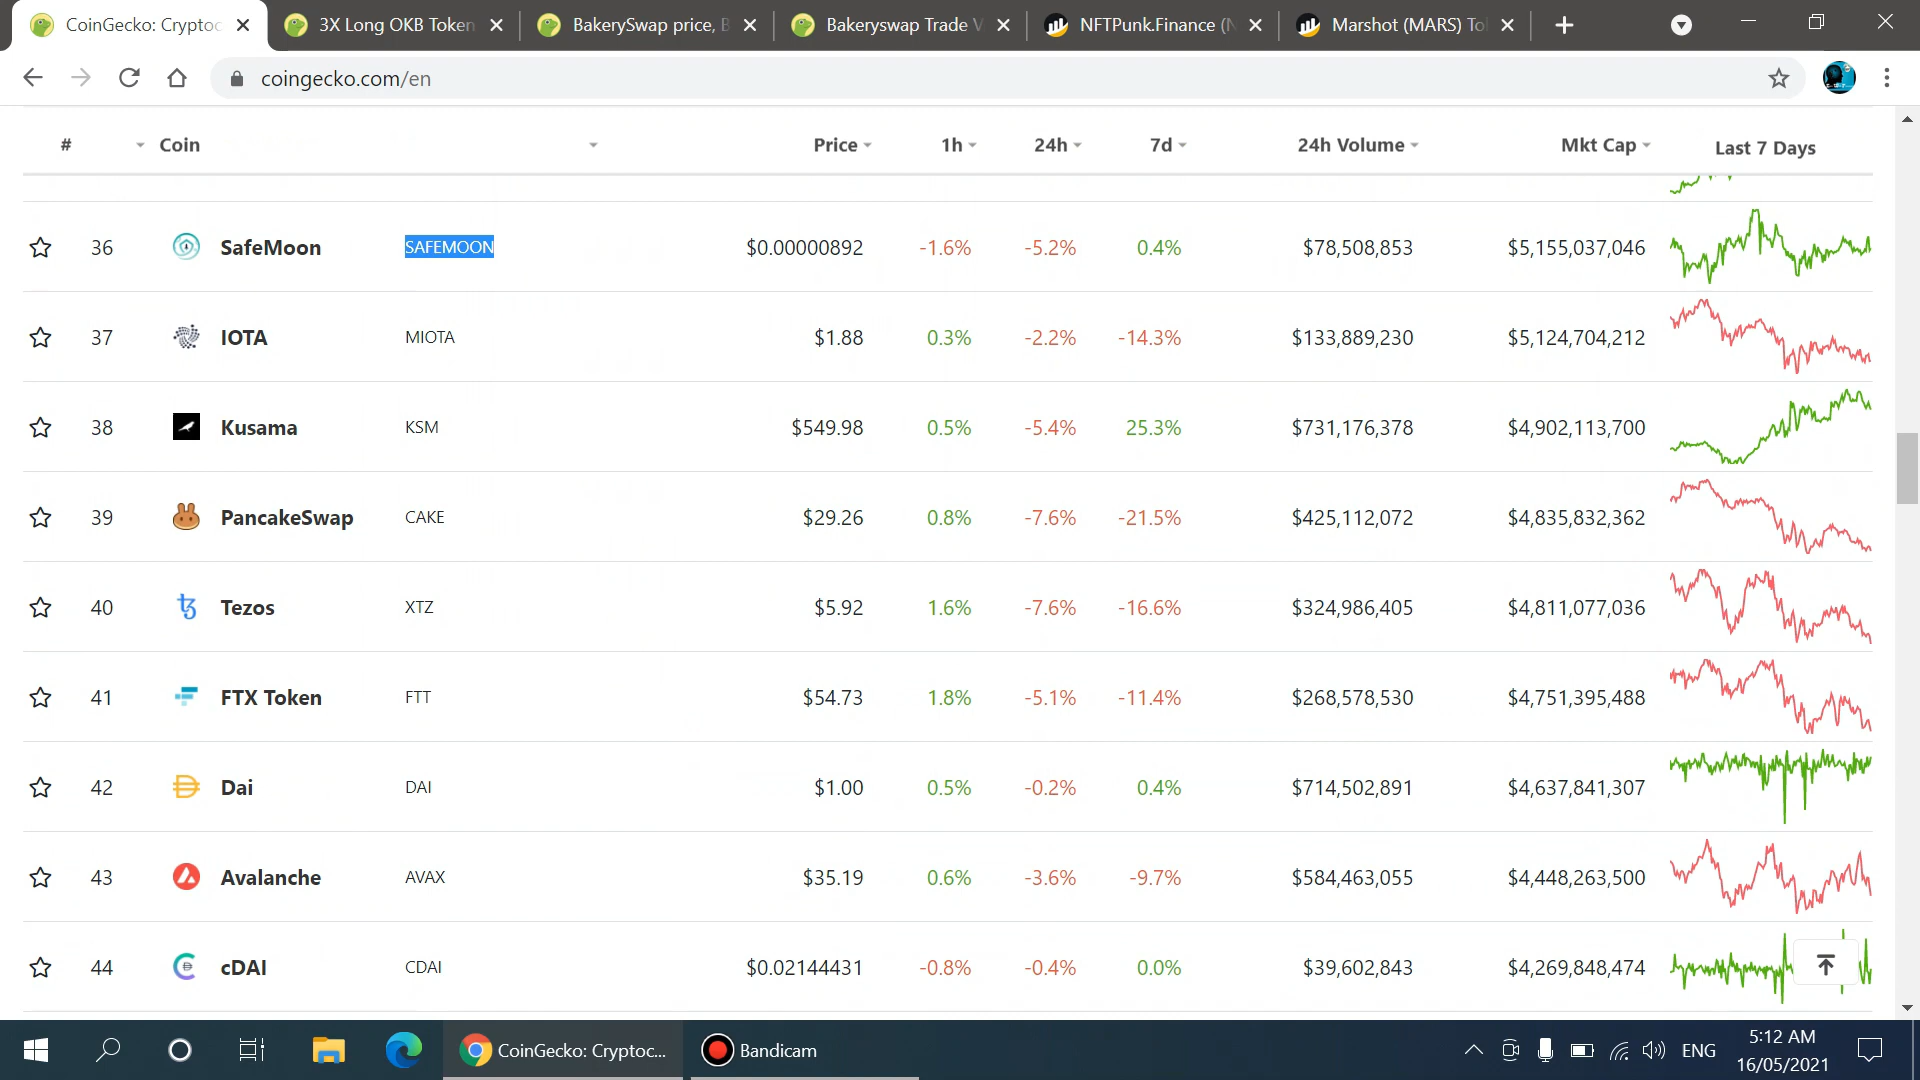 CoinGecko: Cryptoc 3X Long OKB Token BakerySwap price, B Bakeryswap Trade V NFTPunk.Finance (N Marshot (MARS) To
coingecko.com/en
# Coin Price 1h 24h 7d 24h Volume Mkt Cap Last 7 Days
36 SafeMoon SAFEMOON $0.00000892 -1.6% -5.2% 0.4% $78,508,853 $5,155,037,046
37 IOTA MIOTA $1.88 0.3% -2.2% -14.3% $133,889,230 $5,124,704,212
38 Kusama KSM $549.98 0.5% -5.4% 25.3% $731,176,378 $4,902,113,700
39 PancakeSwap CAKE $29.26 0.8% -7.6% -21.5% $425,112,072 $4,835,832,362
40 Tezos XTZ $5.92 1.6% -7.6% -16.6% $324,986,405 $4,811,077,036
41 FTX Token FTT $54.73 1.8% -5.1% -11.4% $268,578,530 $4,751,395,488
42 Dai DAI $1.00 0.5% -0.2% 0.4% $714,502,891 $4,637,841,307
43 Avalanche AVAX $35.19 0.6% -3.6% -9.7% $584,463,055 $4,448,263,500
44 cDAI CDAI $0.02144431 -0.8% -0.4% 0.0% $39,602,843 $4,269,848,474
CoinGecko: Cryptoc... Bandicam ENG 5:12 AM
16/05/2021